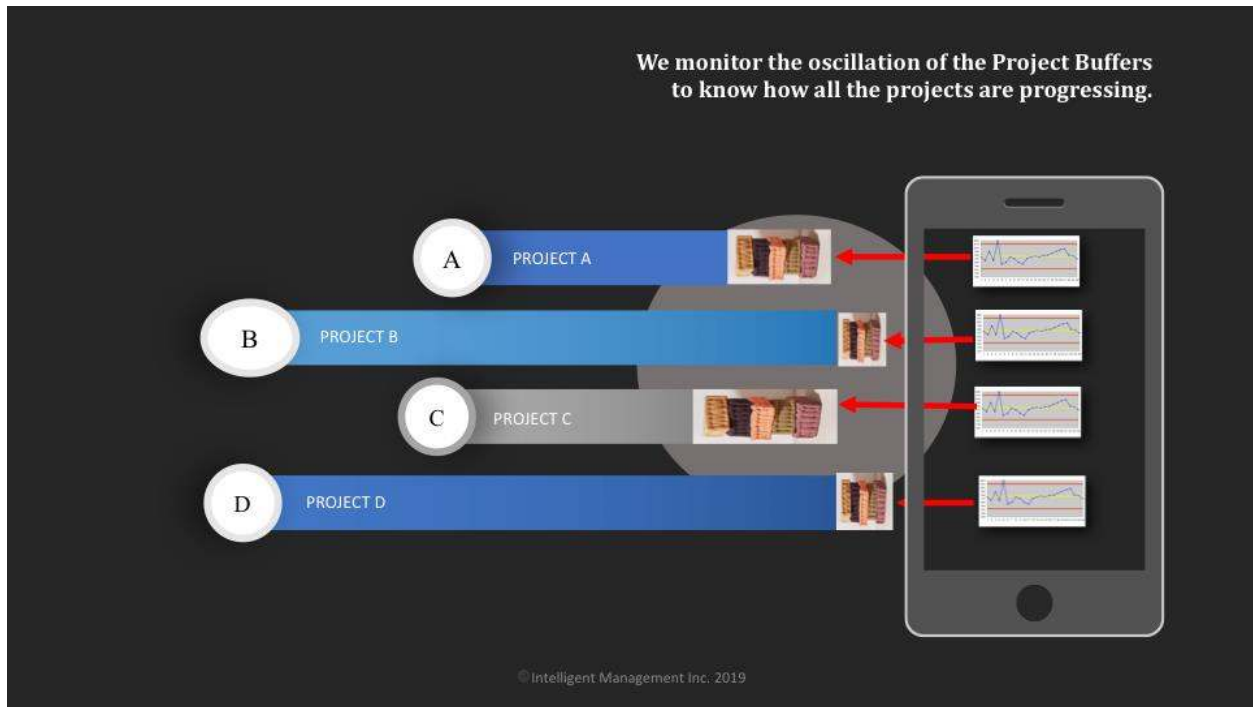 We monitor the oscillation of the Project Buffers
to know how all the projects are progressing.
A
PROJECT A
B
PROJECT B
C
PROJECT C
D
PROJECT D
©Intelligent Management Inc. 2019